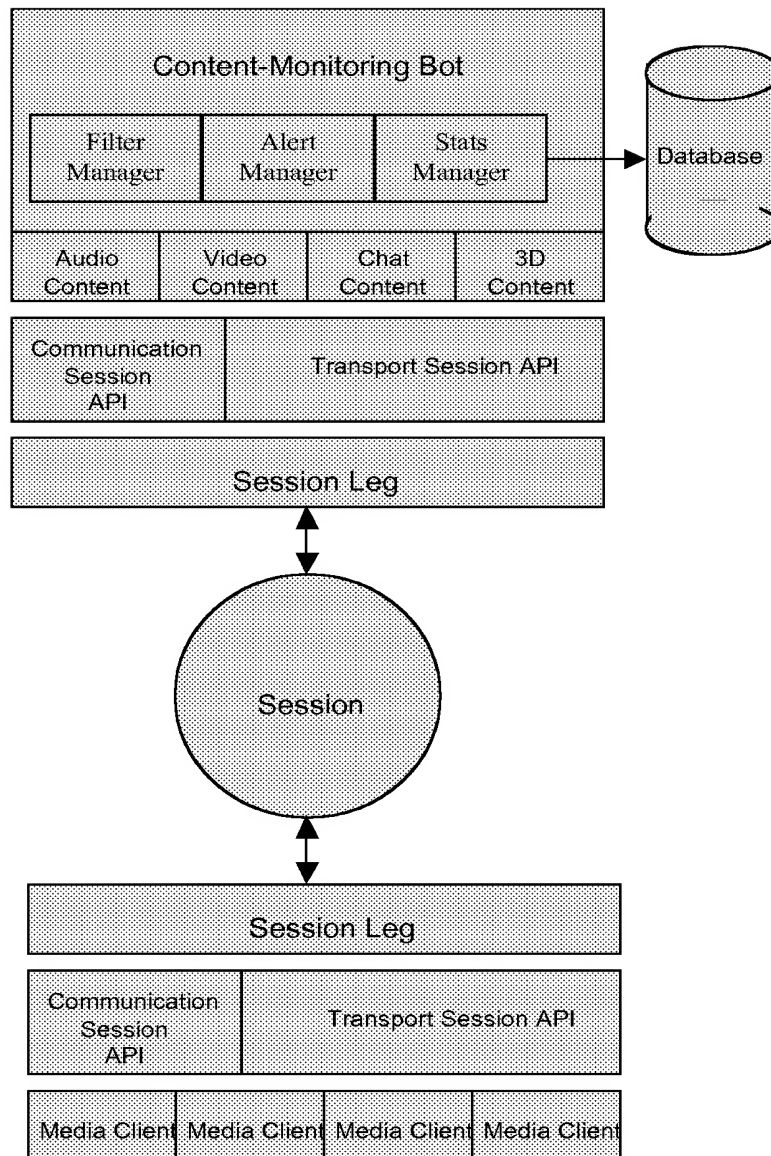 Content-Monitoring Bot
Filter Manager
Alert Manager
Stats Manager
Database
Audio Content
Video Content
Chat Content
3D Content
Communication
Session
API
Transport Session API
Session Leg
Session
Session Leg
Communication
Session
API
Transport Session API
Media Client
Media Client
Media Client
Media Client